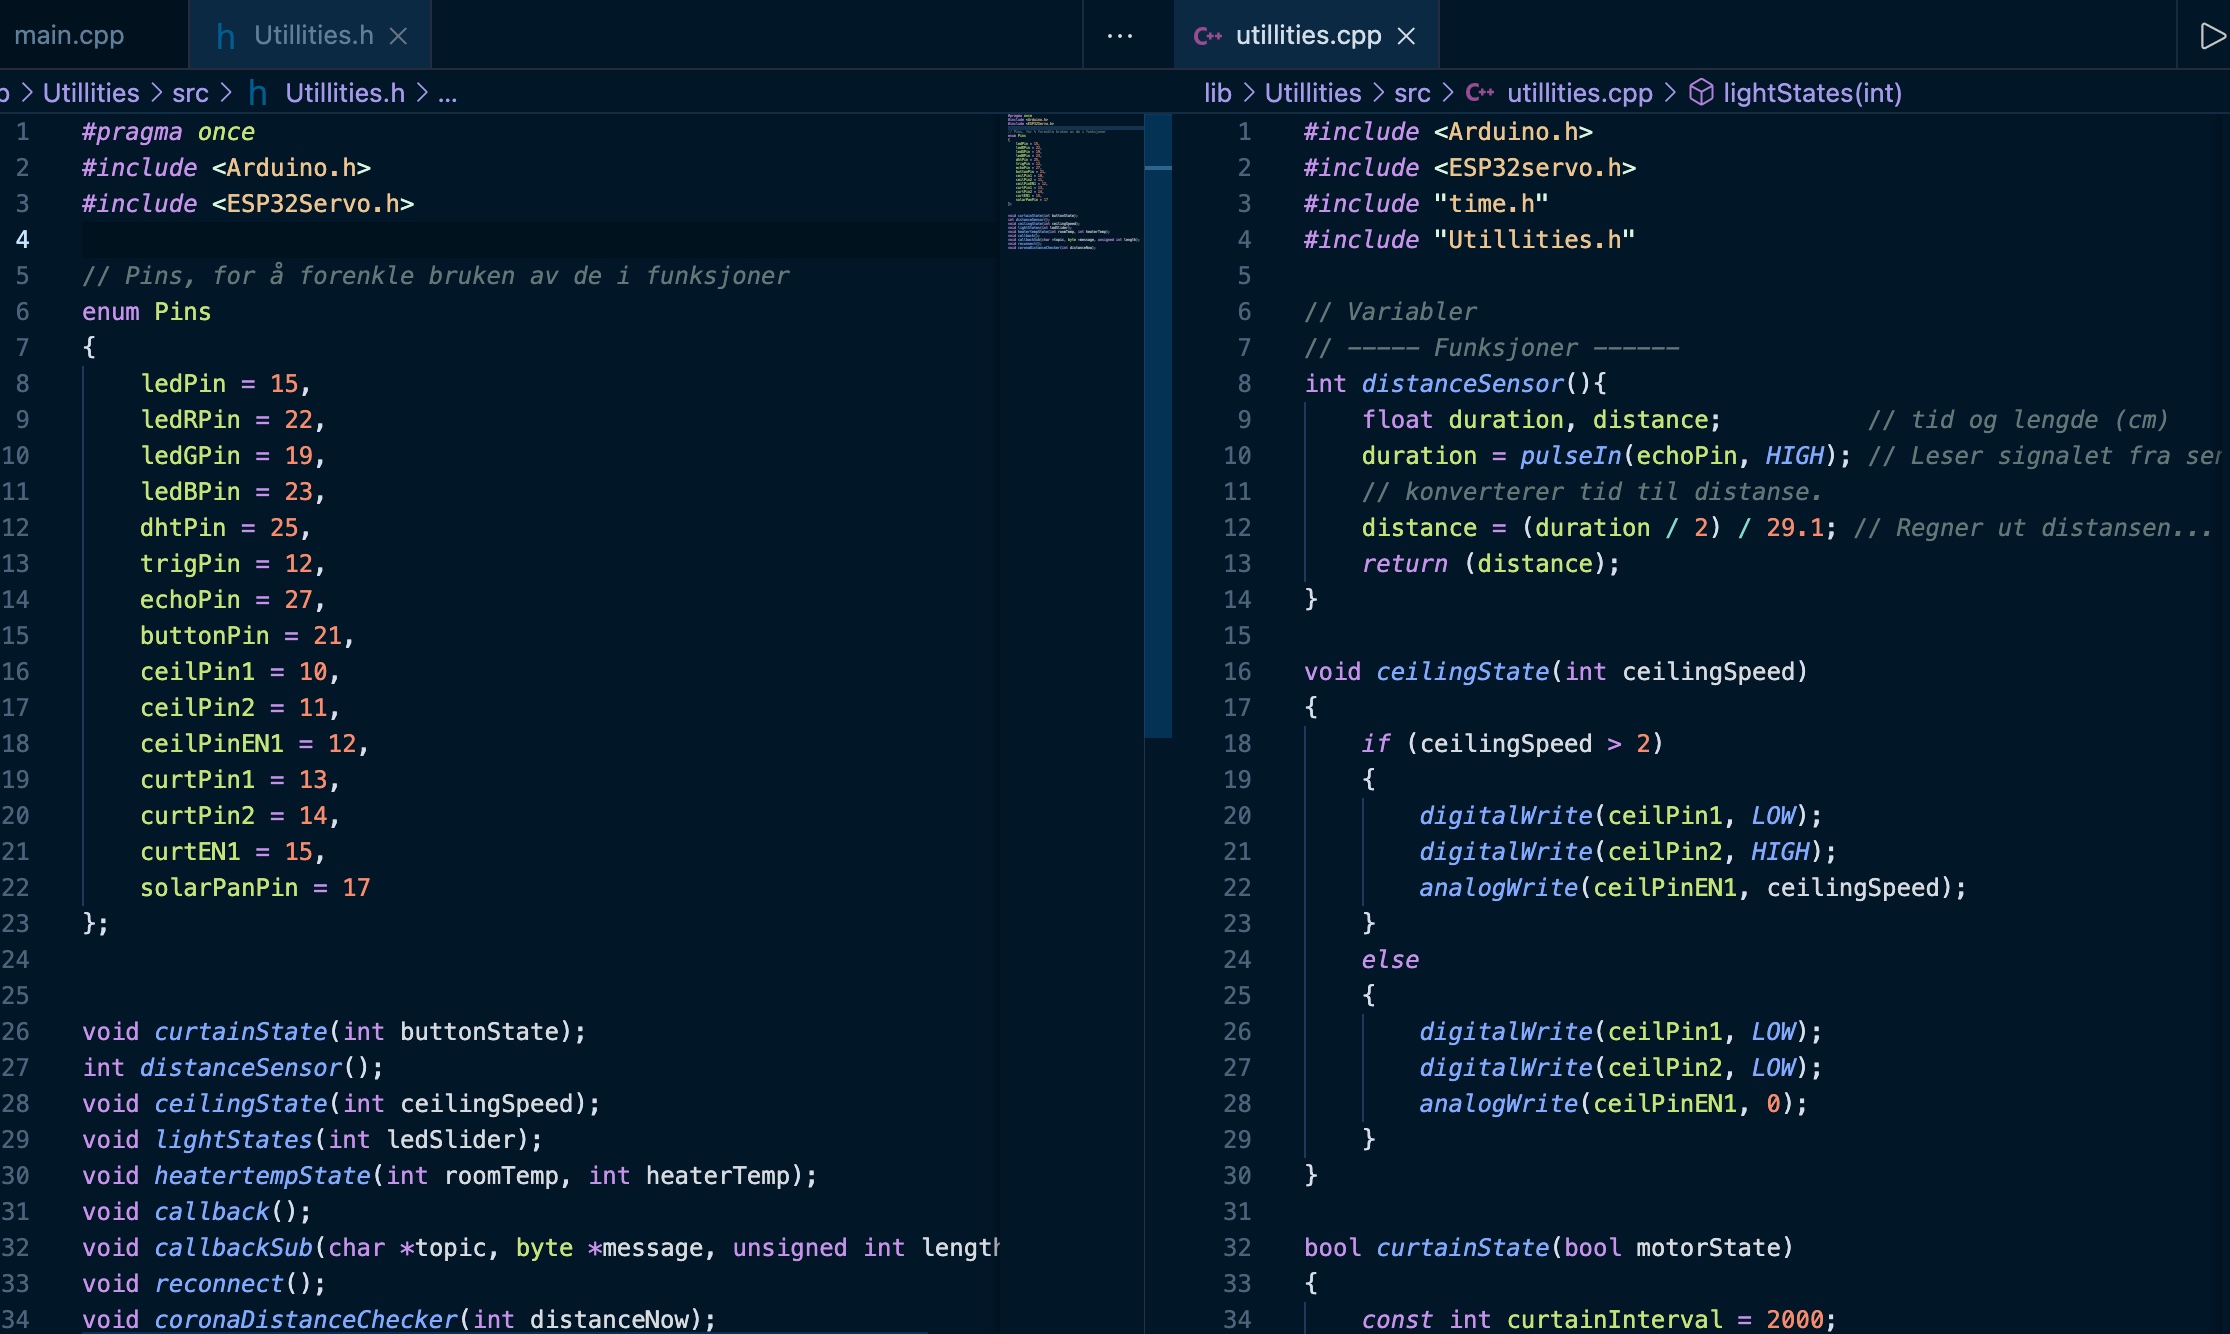 main.cpp
Utillities.h
Utillities > src > Utillities.h > ...
1 #pragma once
2 #include <Arduino.h>
3 #include <ESP32Servo.h>
4
5 // Pins, for å forenkle bruken av de i funksjoner
6 enum Pins
7 {
8 ledPin = 15,
9 ledRPin = 22,
10 ledGPin = 19,
11 ledBPin = 23,
12 dhtPin = 25,
13 trigPin = 12,
14 echoPin = 27,
15 buttonPin = 21,
16 ceilPin1 = 10,
17 ceilPin2 = 11,
18 ceilPinEN1 = 12,
19 curtPin1 = 13,
20 curtPin2 = 14,
21 curtEN1 = 15,
22 solarPanPin = 17
23 };
24
25
26 void curtainState(int buttonState);
27 int distanceSensor();
28 void ceilingState(int ceilingSpeed);
29 void lightStates(int ledSlider);
30 void heatertempState(int roomTemp, int heaterTemp);
31 void callback();
32 void callbackSub(char *topic, byte *message, unsigned int length
33 void reconnect();
34 void coronaDistanceChecker(int distanceNow);
...
C++ utillities.cpp
lib > Utillities > src > C++ utillities.cpp > lightStates(int)
1 #include <Arduino.h>
2 #include <ESP32servo.h>
3 #include "time.h"
4 #include "Utillities.h"
5
6 // Variabler
7 // ----- Funksjoner ------
8 int distanceSensor(){
9 float duration, distance; // tid og lengde (cm)
10 duration = pulseIn(echoPin, HIGH); // Leser signalet fra
11 // konverterer tid til distanse.
12 distance = (duration / 2) / 29.1; // Regner ut distansen...
13 return (distance);
14 }
15
16 void ceilingState(int ceilingSpeed)
17 {
18 if (ceilingSpeed > 2)
19 {
20 digitalWrite(ceilPin1, LOW);
21 digitalWrite(ceilPin2, HIGH);
22 analogWrite(ceilPinEN1, ceilingSpeed);
23 }
24 else
25 {
26 digitalWrite(ceilPin1, LOW);
27 digitalWrite(ceilPin2, LOW);
28 analogWrite(ceilPinEN1, 0);
29 }
30 }
31
32 bool curtainState(bool motorState)
33 {
34 const int curtainInterval = 2000;